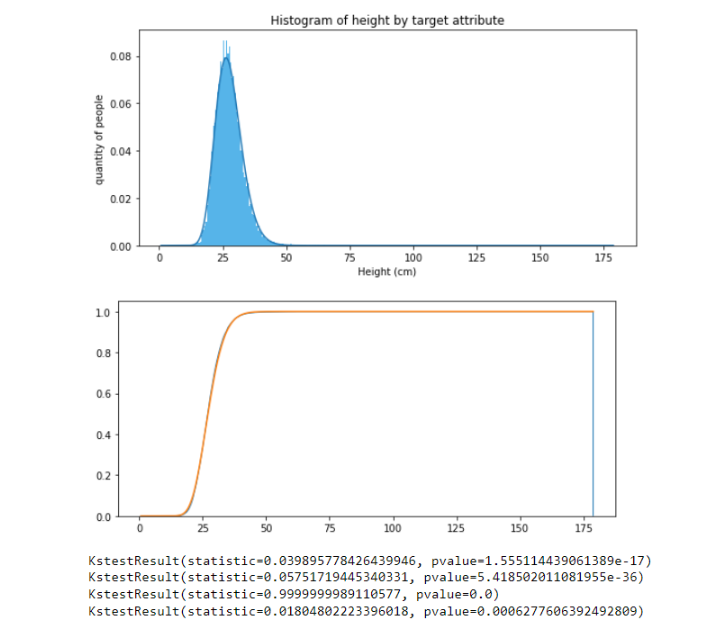 Histogram of height by target attribute
quantity of people
0.08
0.06
0.04
0.02
0.00
0 25 50 75 100 125 150 175
Height (cm)
1.0
0.8
0.6
0.4
0.2
0.0
0 25 50 75 100 125 150 175
KstestResult(statistic=0.039895778426439946, pvalue=1.555114439061389e-17)
KstestResult(statistic=0.05751719445340331, pvalue=5.418502011081955e-36)
KstestResult(statistic=0.9999999989110577, pvalue=0.0)
KstestResult(statistic=0.01804802223396018, pvalue=0.0006277606392492809)